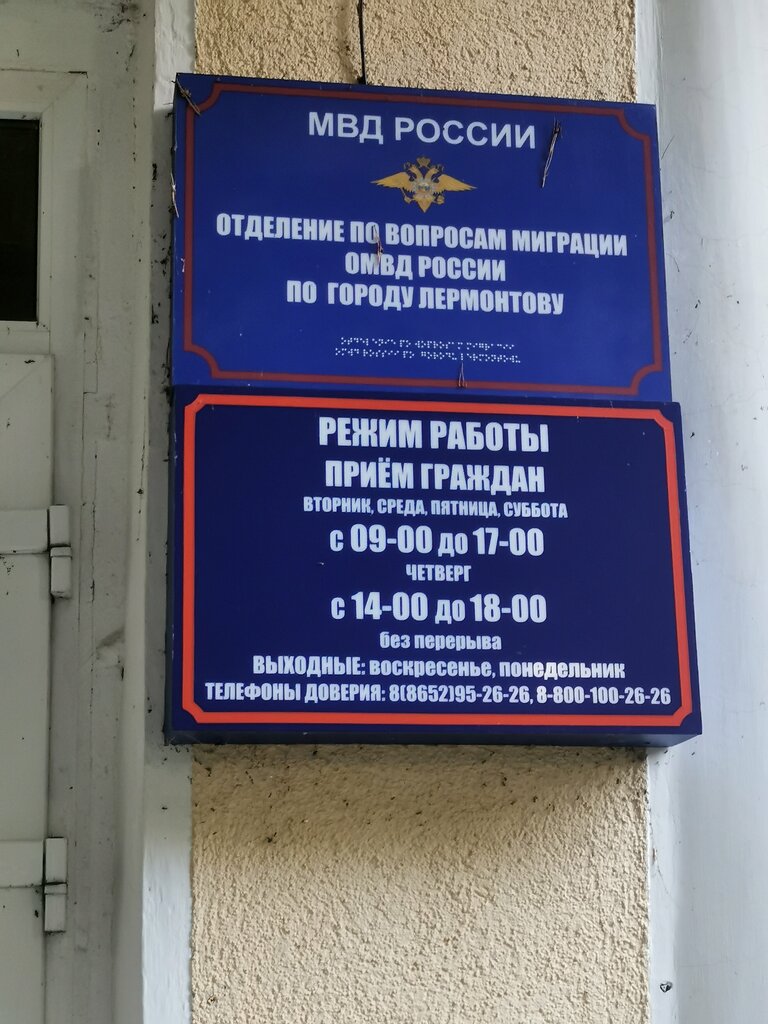 МВД РОССИИ
ОТДЕЛЕНИЕ ПО ВОПРОСАМ МИГРАЦИИ
ОМВД РОССИИ
ПО ГОРОДУ ЛЕРМОНТОВУ
РЕЖИМ РАБОТЫ
ПРИЁМ ГРАЖДАН
ВТОРНИК, СРЕДА, ПЯТНИЦА, СУББОТА
с 09-00 до 17-00
ЧЕТВЕРГ
с 14-00 до 18-00
без перерыва
ВЫХОДНЫЕ: воскресенье, понедельник
ТЕЛЕФОНЫ ДОВЕРИЯ: 8(8652)95-26-26, 8-800-100-26-26